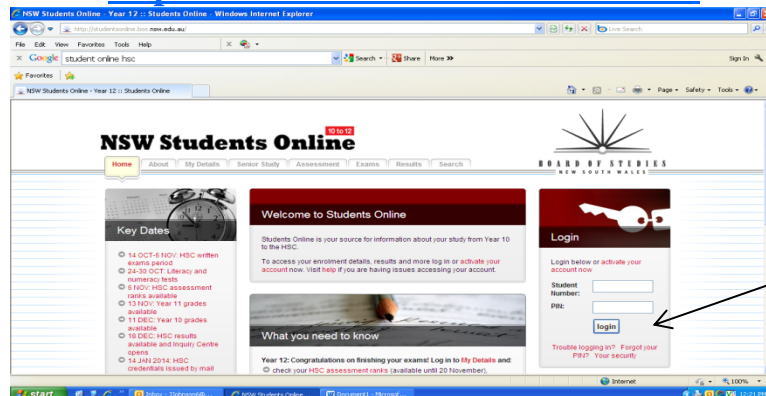 NSW Students Online - Year 12 :: Students Online - Windows Internet Explorer
http://studentsonline.bos.nsw.edu.au/
Live Search
File Edit View Favorites Tools Help
Google student online hsc Search Share More Sign In
Favorites
NSW Students Online - Year 12 :: Students Online
Page Safety Tools
10 to 12
NSW Students Online
BOARD OF STUDIES
NEW SOUTH WALES
Home About My Details Senior Study Assessment Exams Results Search
Key Dates
14 OCT-6 NOV: HSC written
exams period
24-30 OCT: Literacy and
numeracy tests
6 NOV: HSC assessment
ranks available
13 NOV: Year 11 grades
available
11 DEC: Year 10 grades
available
18 DEC: HSC results
available and Inquiry Centre
opens
14 JAN 2014: HSC
credentials issued by mail
Welcome to Students Online
Students Online is your source for information about your study from Year 10
to the HSC.
To access your enrolment details, results and more log in or activate your
account now. Visit help if you are having issues accessing your account.
What you need to know
Year 12: Congratulations on finishing your exams! Log in to My Details and:
check your HSC assessment ranks (available until 20 November),
Login
Login below or activate your
account now
Student
Number:
PIN:
login
Trouble logging in? Forgot your
PIN? Your security
Internet 100%
start
NSW Students Online
Document1 - Microsof...
12:21 PM